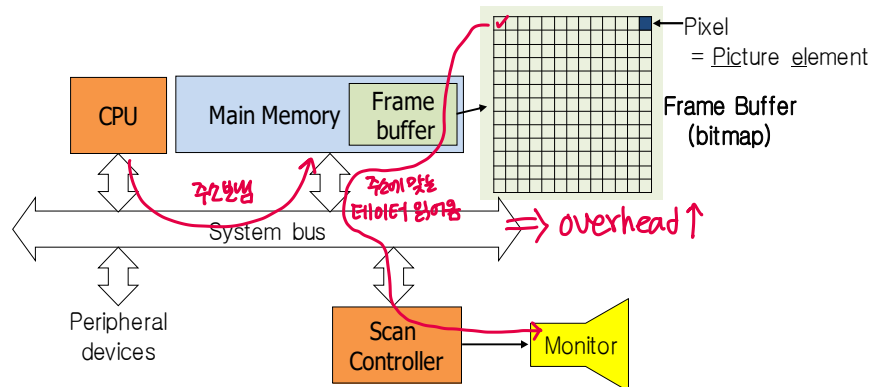 Pixel
= Picture element
CPU
Main Memory
Frame
buffer
Frame Buffer
(bitmap)
주소보냄
주소에 맞는
데이터 읽어옴
⇒ overhead ↑
System bus
Peripheral
devices
Scan
Controller
Monitor